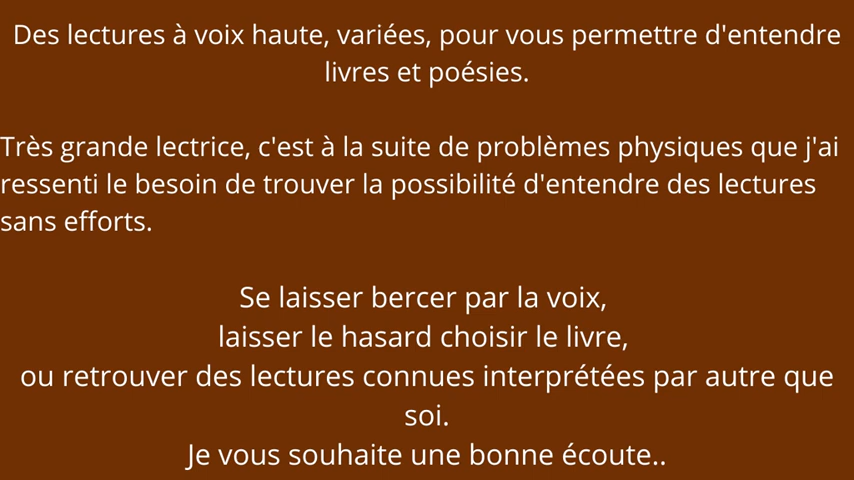 Des lectures à voix haute, variées, pour vous permettre d'entendre
livres et poésies.
Très grande lectrice, c'est à la suite de problèmes physiques que j'ai
ressenti le besoin de trouver la possibilité d'entendre des lectures
sans efforts.
Se laisser bercer par la voix,
laisser le hasard choisir le livre,
ou retrouver des lectures connues interprétées par autre que
soi.
Je vous souhaite une bonne écoute..